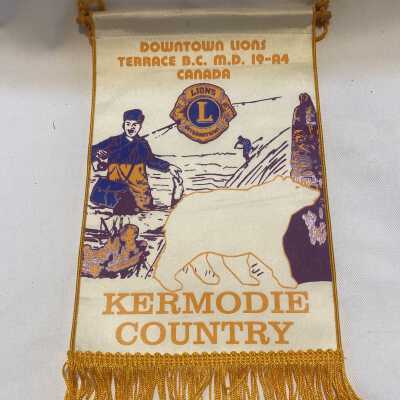 DOWNTOWN LIONS
TERRACE B.C. M.D. 19-A4
CANADA
LIONS
L
INTERNATIONAL
KERMODIE
COUNTRY